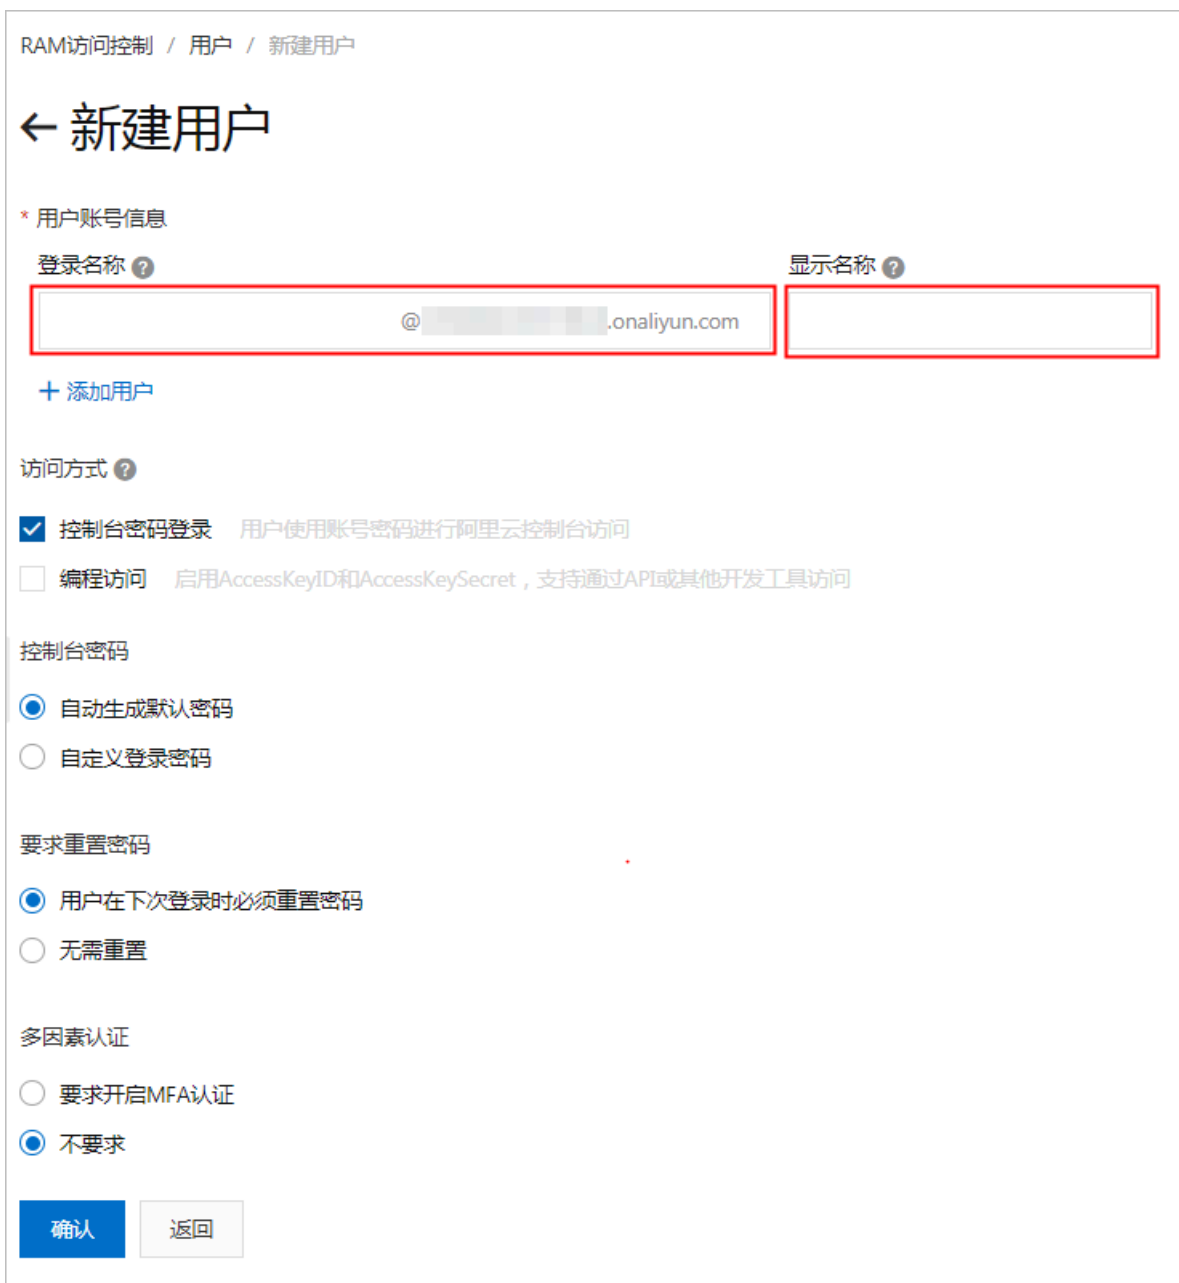 RAM访问控制 / 用户 / 新建用户
← 新建用户
* 用户账号信息
登录名称 ? 显示名称 ?
@ .onaliyun.com
+ 添加用户
访问方式 ?
控制台密码登录 用户使用账号密码进行阿里云控制台访问
编程访问 启用AccessKeyID和AccessKeySecret，支持通过API或其他开发工具访问
控制台密码
自动生成默认密码
自定义登录密码
要求重置密码
用户在下次登录时必须重置密码
无需重置
多因素认证
要求开启MFA认证
不要求
确认 返回